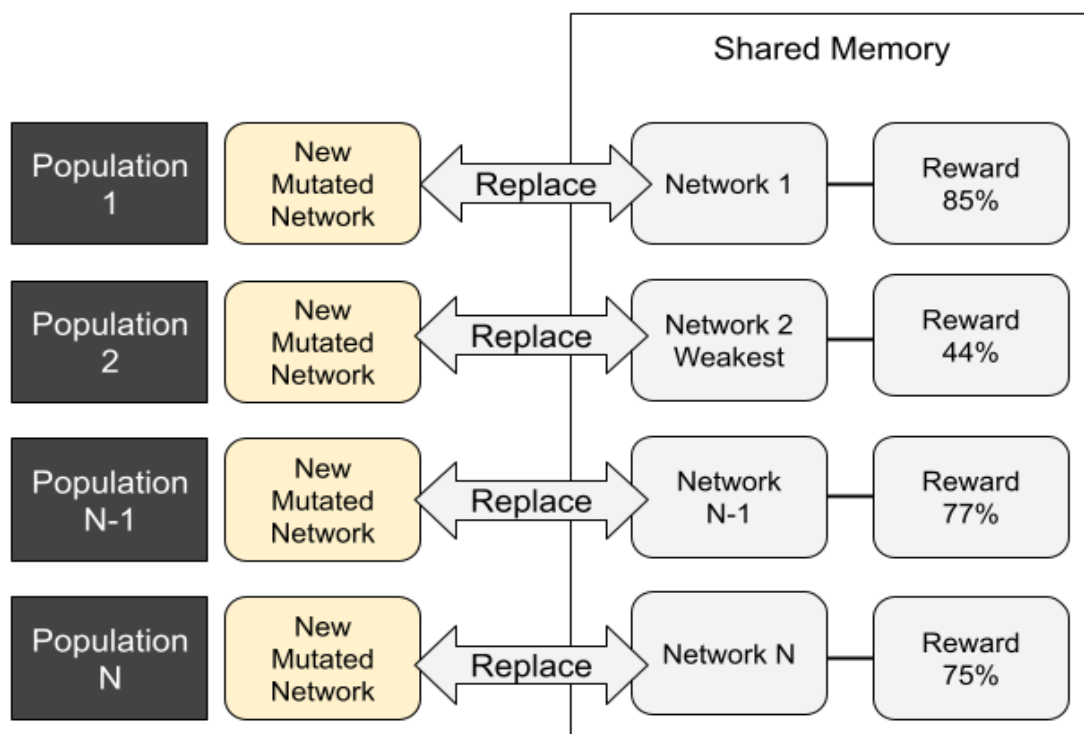 Shared Memory
Population
1
New
Mutated
Network
Replace
Network 1
Reward
85%
Population
2
New
Mutated
Network
Replace
Network 2
Weakest
Reward
44%
Population
N-1
New
Mutated
Network
Replace
Network
N-1
Reward
77%
Population
N
New
Mutated
Network
Replace
Network N
Reward
75%